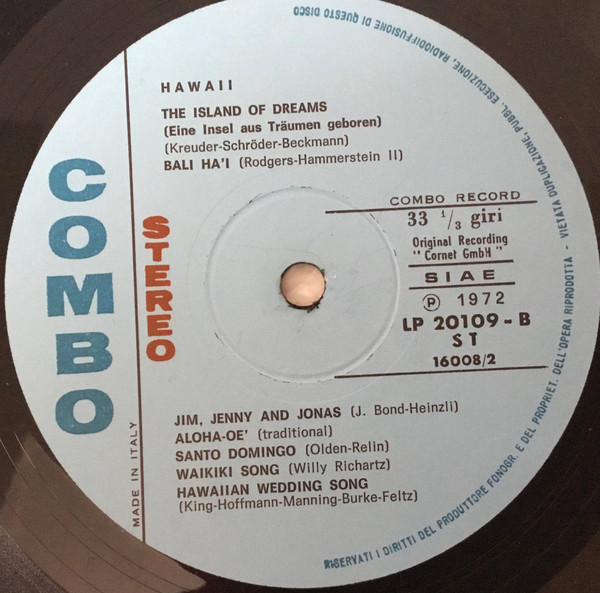 HAWAII
THE ISLAND OF DREAMS
(Eine Insel aus Träumen geboren)
(Kreuder-Schröder-Beckmann)
BALI HA'I (Rodgers-Hammerstein II)
COMBO
STEREO
COMBO RECORD
33 1/3 giri
Original Recording
"Cornet GmbH"
SIAE
Ⓟ 1972
LP 20109-B
ST
16008/2
JIM, JENNY AND JONAS (J. Bond-Heinzli)
ALOHA-OE' (traditional)
SANTO DOMINGO (Olden-Relin)
WAIKIKI SONG (Willy Richartz)
HAWAIIAN WEDDING SONG
(King-Hoffmann-Manning-Burke-Feltz)
MADE IN ITALY
RISERVATI I DIRITTI DEL PRODUTTORE FONOGR. E DEL PROPRIET. DELL'OPERA RIPRODOTTA - VIETATA DUPLICAZIONE, PUBBL. ESECUZIONE, RADIODIFFUSIONE DI QUESTO DISCO